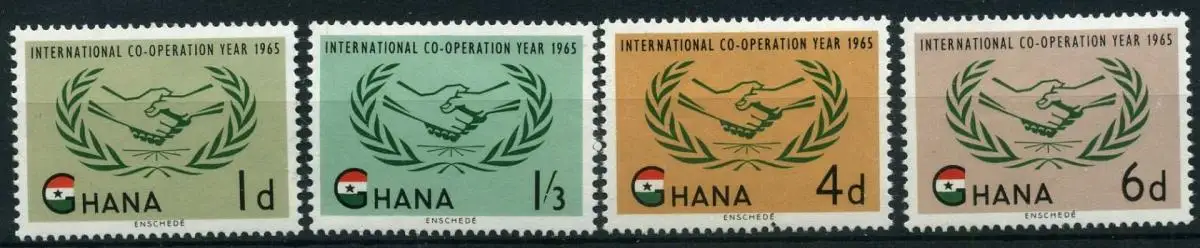 INTERNATIONAL CO-OPERATION YEAR 1965
GHANA 1d
ENSCHEDÉ
INTERNATIONAL CO-OPERATION YEAR 1965
GHANA 1/3
ENSCHEDÉ
INTERNATIONAL CO-OPERATION YEAR 1965
GHANA 4d
ENSCHEDÉ
INTERNATIONAL CO-OPERATION YEAR 1965
GHANA 6d
ENSCHEDÉ